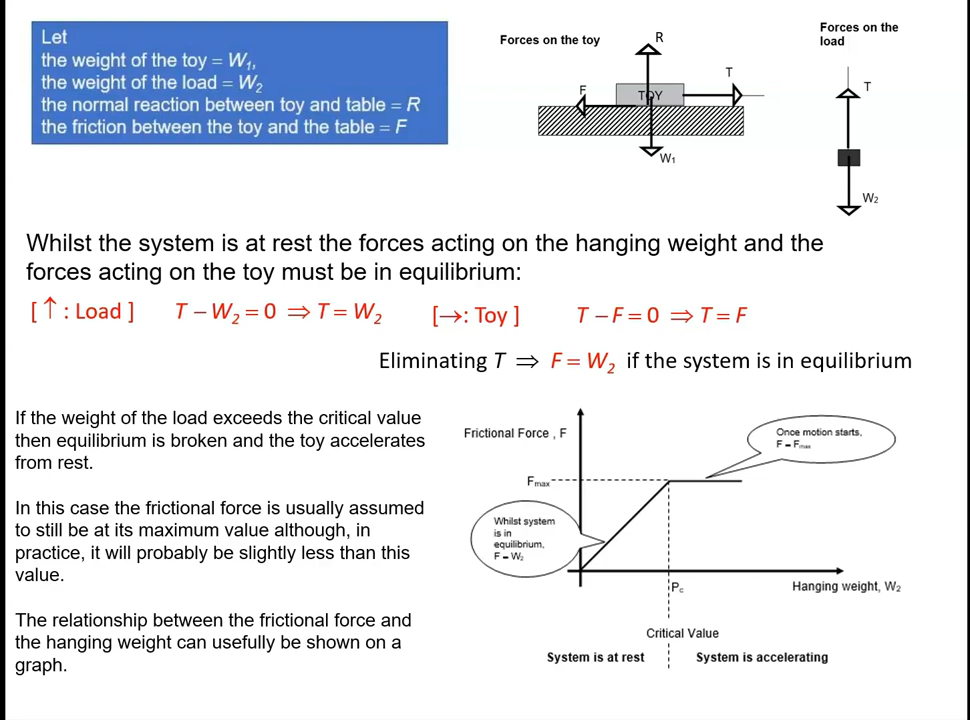 Let
the weight of the toy = W₁,
the weight of the load = W₂
the normal reaction between toy and table = R
the friction between the toy and the table = F
Forces on the toy
R
T
F
TOY
W₁
Forces on the
load
T
W₂
Whilst the system is at rest the forces acting on the hanging weight and the
forces acting on the toy must be in equilibrium:
[ ↑ : Load ] T – W₂ = 0 ⇒ T = W₂ [→: Toy ] T – F = 0 ⇒ T = F
Eliminating T ⇒ F = W₂ if the system is in equilibrium
If the weight of the load exceeds the critical value
then equilibrium is broken and the toy accelerates
from rest.
In this case the frictional force is usually assumed
to still be at its maximum value although, in
practice, it will probably be slightly less than this
value.
The relationship between the frictional force and
the hanging weight can usefully be shown on a
graph.
Frictional Force , F
Once motion starts,
F = Fₘₐₓ
Fₘₐₓ
Whilst system
is in
equilibrium,
F = W₂
P꜀
Hanging weight, W₂
Critical Value
System is at rest System is accelerating